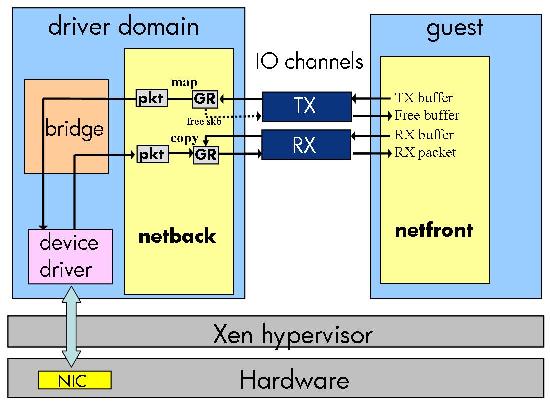 driver domain
guest
IO channels
map
pkt
GR
TX
TX buffer
Free buffer
free skb
bridge
copy
RX buffer
pkt
GR
RX
RX packet
netback
netfront
device
driver
Xen hypervisor
NIC
Hardware